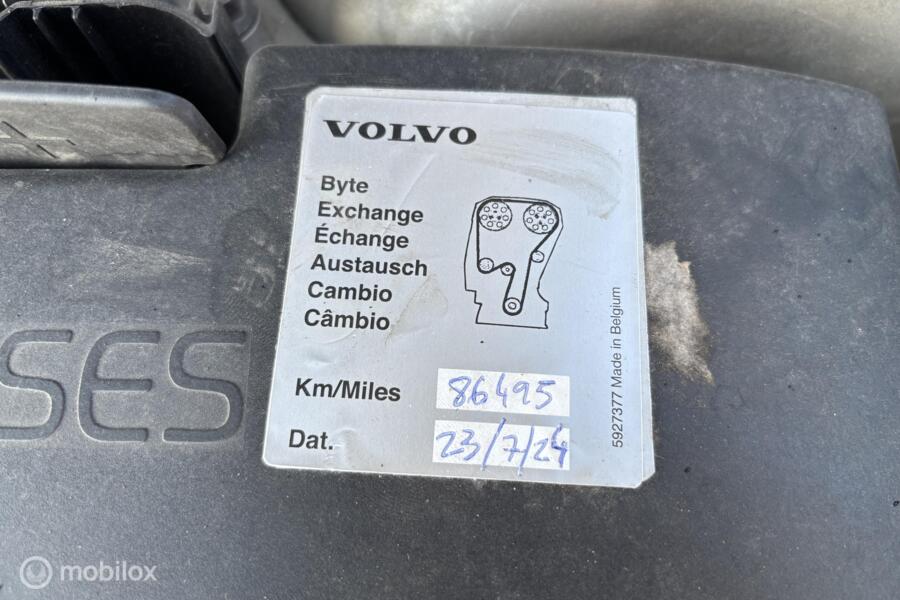 VOLVO
Byte
Exchange
Échange
Austausch
Cambio
Câmbio
Km/Miles 86495
Dat. 23/7/24
5927377 Made in Belgium
SES
mobilox